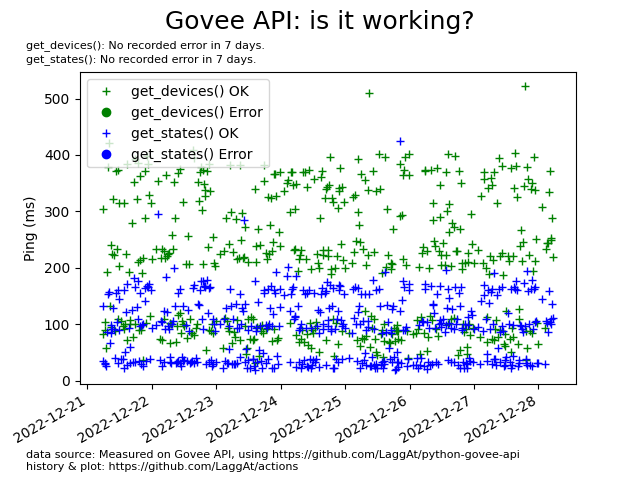 Govee API: is it working?
get_devices(): No recorded error in 7 days.
get_states(): No recorded error in 7 days.
get_devices() OK
get_devices() Error
get_states() OK
get_states() Error
Ping (ms)
500
400
300
200
100
0
2022-12-21
2022-12-22
2022-12-23
2022-12-24
2022-12-25
2022-12-26
2022-12-27
2022-12-28
data source: Measured on Govee API, using https://github.com/LaggAt/python-govee-api
history & plot: https://github.com/LaggAt/actions